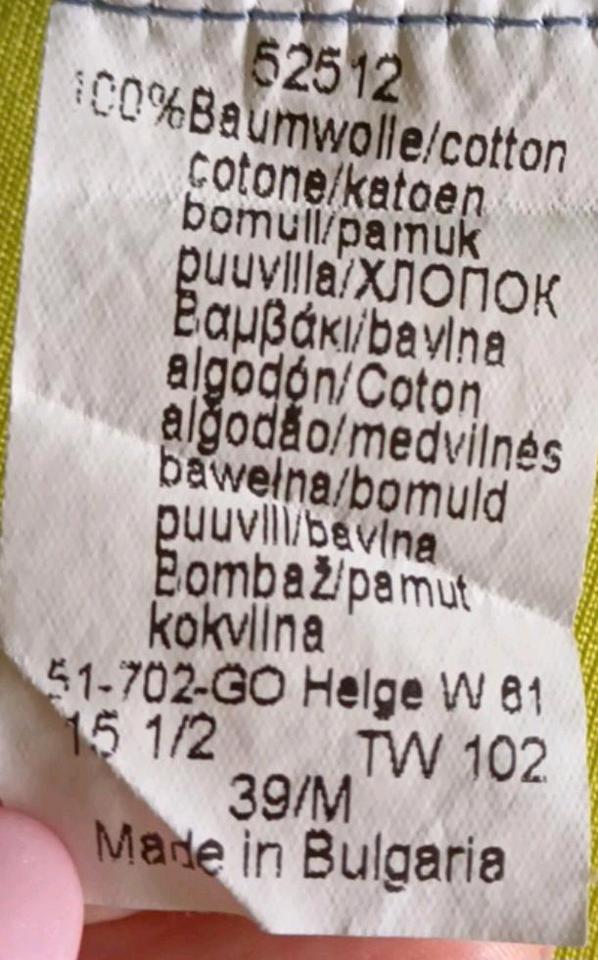 52512
100%Baumwolle/cotton
cotone/katoen
bomull/pamuk
puuvilla/ХЛОПОК
Βαμβάκι/bavlna
algodón/Coton
algodão/medvilnės
bawełna/bomuld
puuvill/bavlna
Bombaž/pamut
kokvilna
51-702-GO Helge W 61
15 1/2 TW 102
39/M
Made in Bulgaria